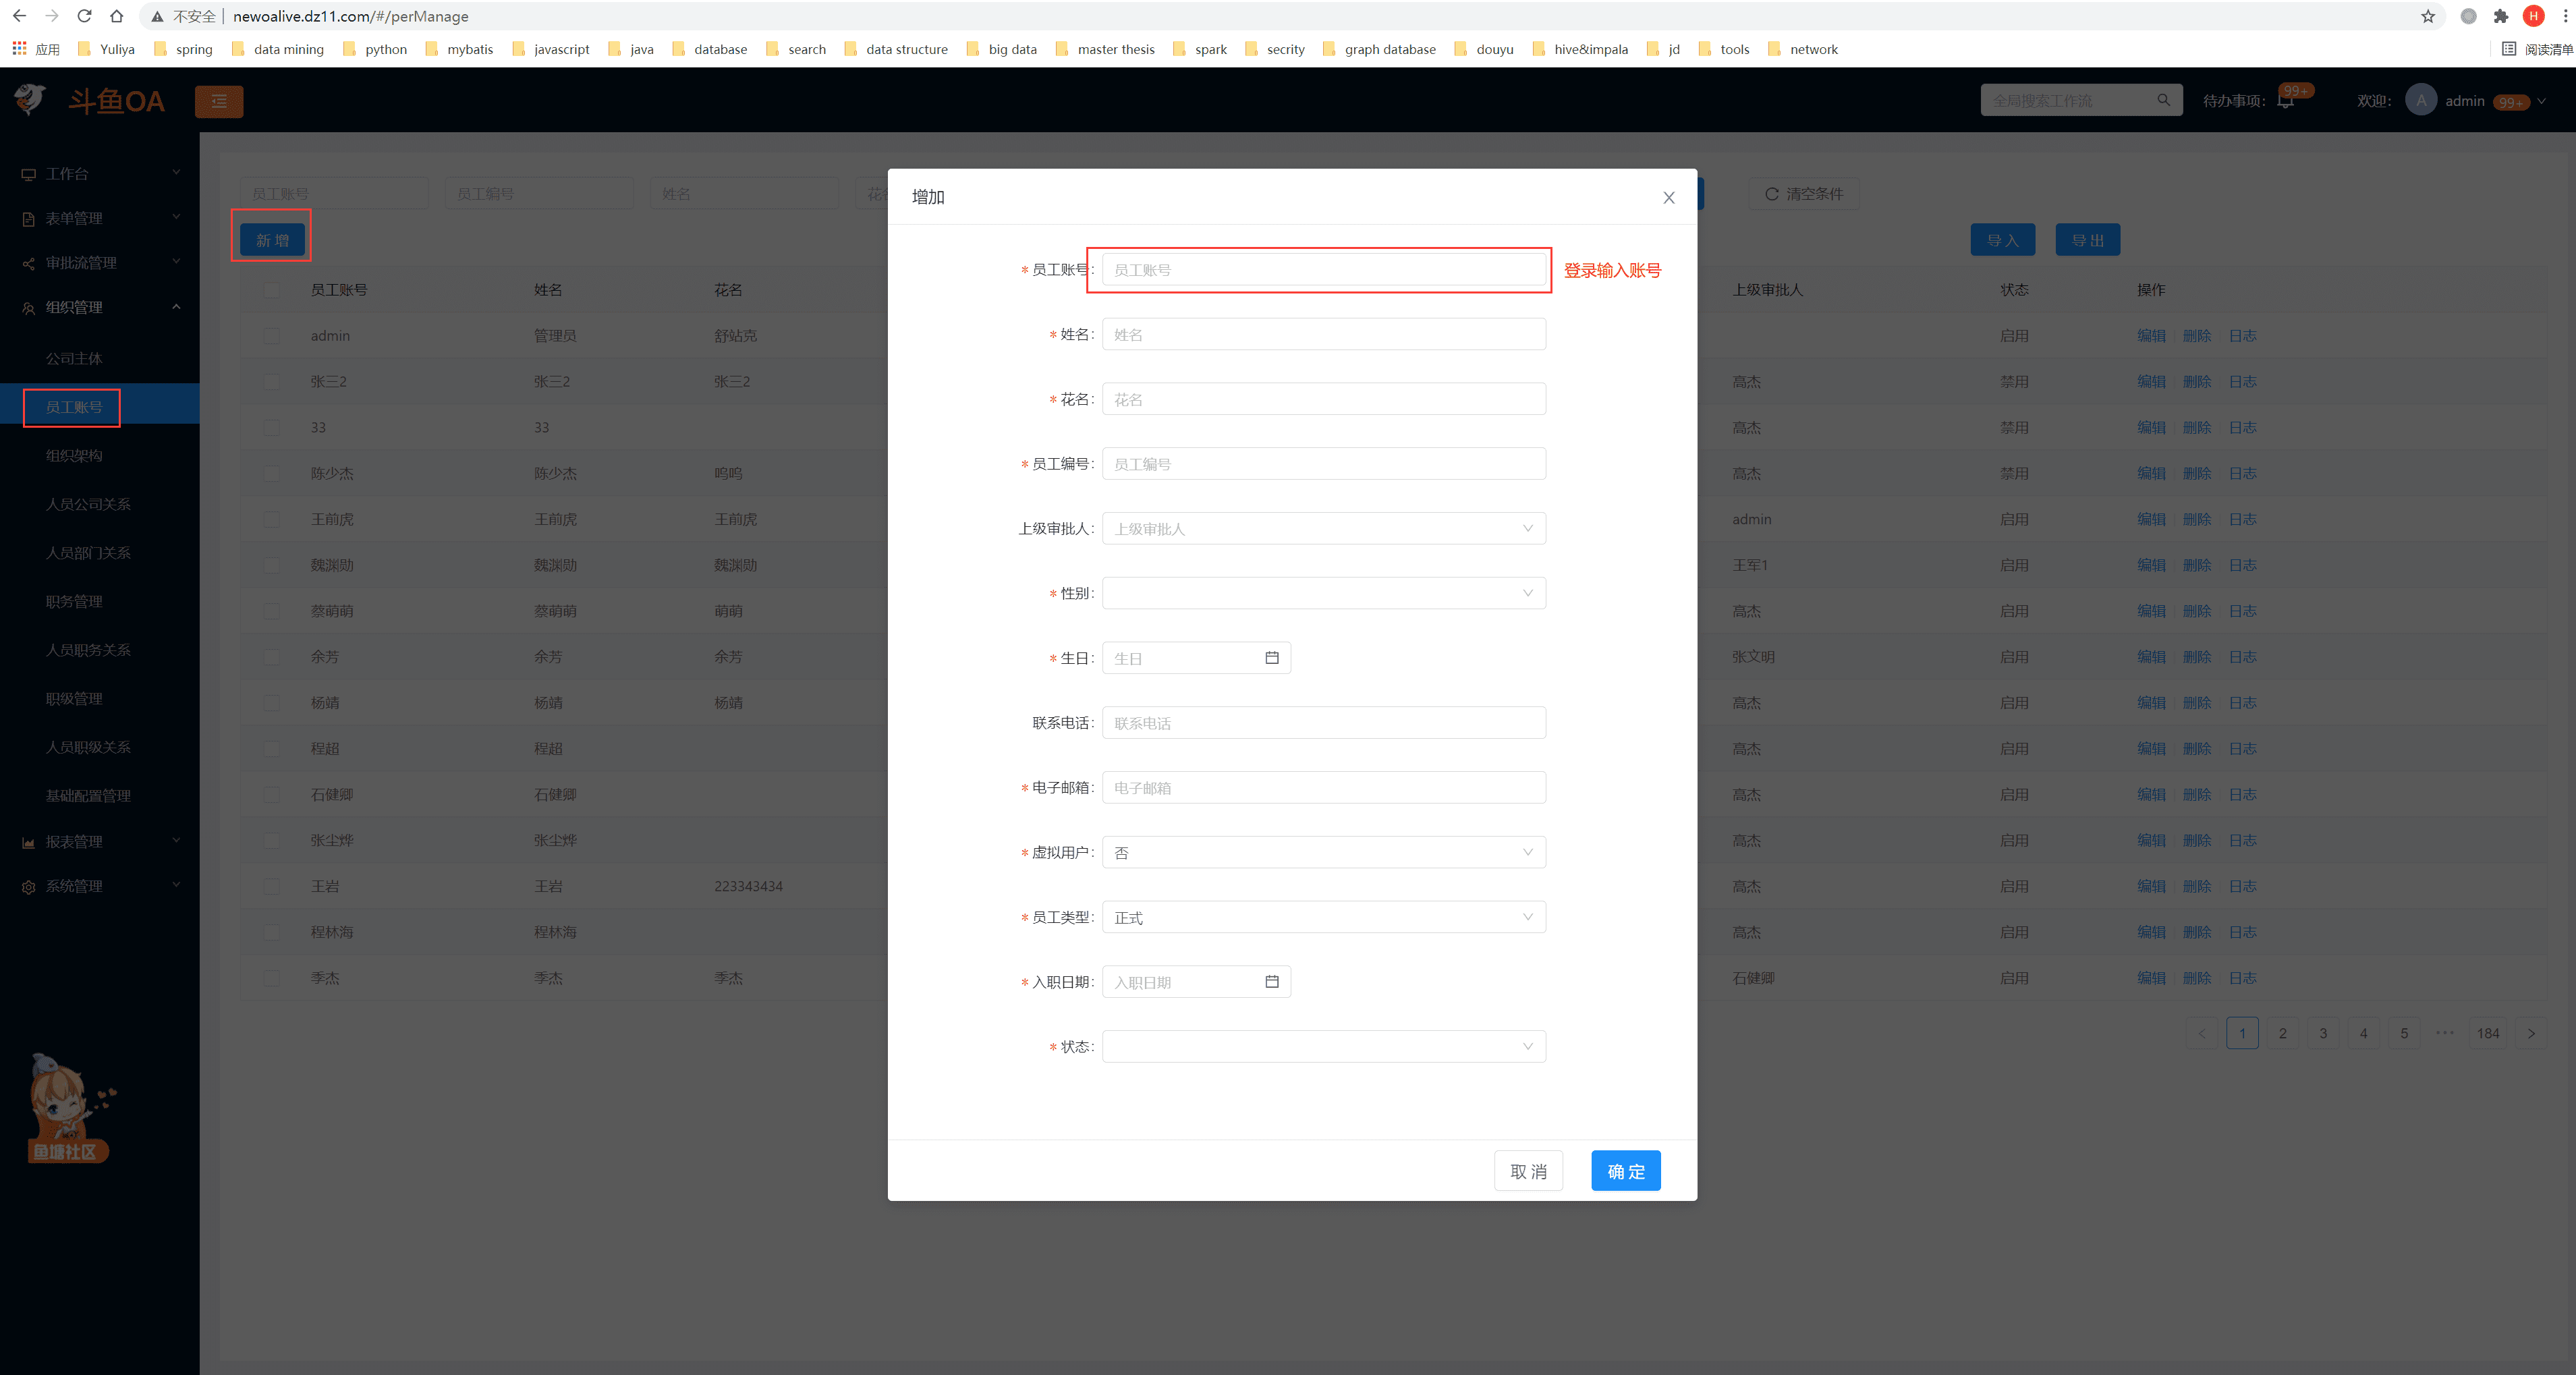 不安全 newoalive.dz11.com/#/perManage
应用 Yuliya spring data mining python mybatis javascript java database search data structure big data master thesis spark secrity graph database douyu hive&impala jd tools network 阅读清单
斗鱼OA 全局搜索工作流 待办事项: 99+ 欢迎: A admin 99+
工作台
表单管理
审批流管理
组织管理
公司主体
员工账号
组织架构
人员公司关系
人员部门关系
职务管理
人员职务关系
职级管理
人员职级关系
基础配置管理
报表管理
系统管理
鱼塘社区
员工账号 员工编号 姓名 清空条件
新增 导入 导出
员工账号 姓名 花名 上级审批人 状态 操作
admin 管理员 舒站克 启用 编辑 删除 日志
张三2 张三2 张三2 高杰 禁用 编辑 删除 日志
33 33 高杰 禁用 编辑 删除 日志
陈少杰 陈少杰 呜呜 高杰 禁用 编辑 删除 日志
王前虎 王前虎 王前虎 admin 启用 编辑 删除 日志
魏渊勋 魏渊勋 魏渊勋 王军1 启用 编辑 删除 日志
蔡萌萌 蔡萌萌 萌萌 高杰 启用 编辑 删除 日志
余芳 余芳 余芳 张文明 启用 编辑 删除 日志
杨靖 杨靖 杨靖 高杰 启用 编辑 删除 日志
程超 程超 高杰 启用 编辑 删除 日志
石健卿 石健卿 高杰 启用 编辑 删除 日志
张尘烨 张尘烨 高杰 启用 编辑 删除 日志
王岩 王岩 223343434 高杰 启用 编辑 删除 日志
程林海 程林海 高杰 启用 编辑 删除 日志
季杰 季杰 季杰 石健卿 启用 编辑 删除 日志
1 2 3 4 5 ••• 184
增加
* 员工账号: 员工账号 登录输入账号
* 姓名: 姓名
* 花名: 花名
* 员工编号: 员工编号
上级审批人: 上级审批人
* 性别:
* 生日: 生日
联系电话: 联系电话
* 电子邮箱: 电子邮箱
* 虚拟用户: 否
* 员工类型: 正式
* 入职日期: 入职日期
* 状态:
取消 确定